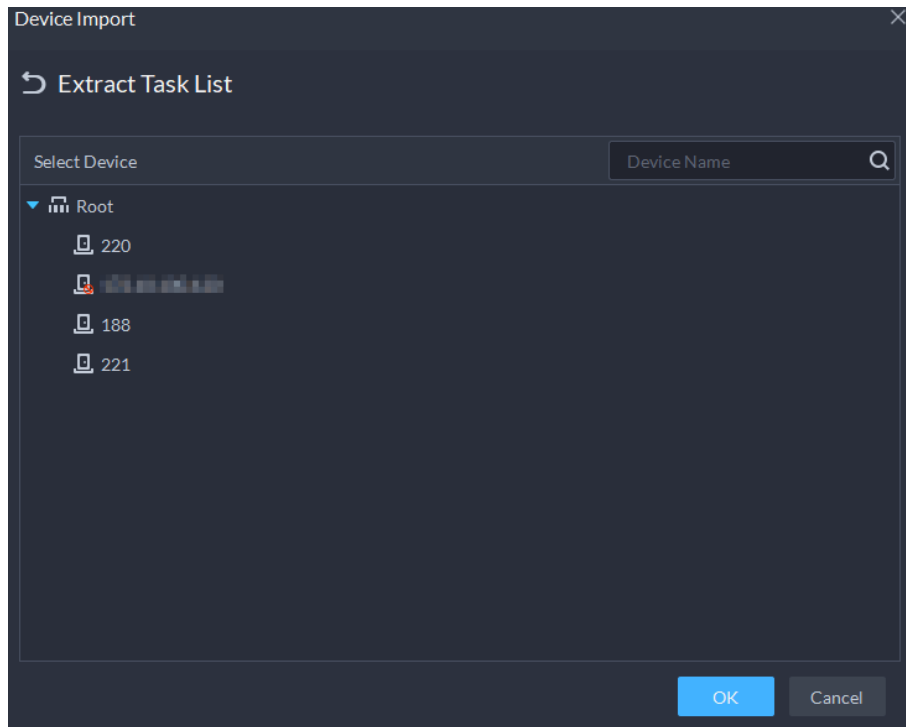 Device Import
Extract Task List
Select Device
Device Name
Root
220
188
221
OK
Cancel